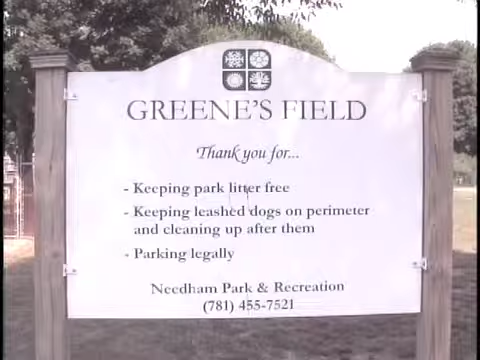 GREENE'S FIELD
Thank you for...
- Keeping park litter free
- Keeping leashed dogs on perimeter
and cleaning up after them
- Parking legally
Needham Park & Recreation
(781) 455-7521